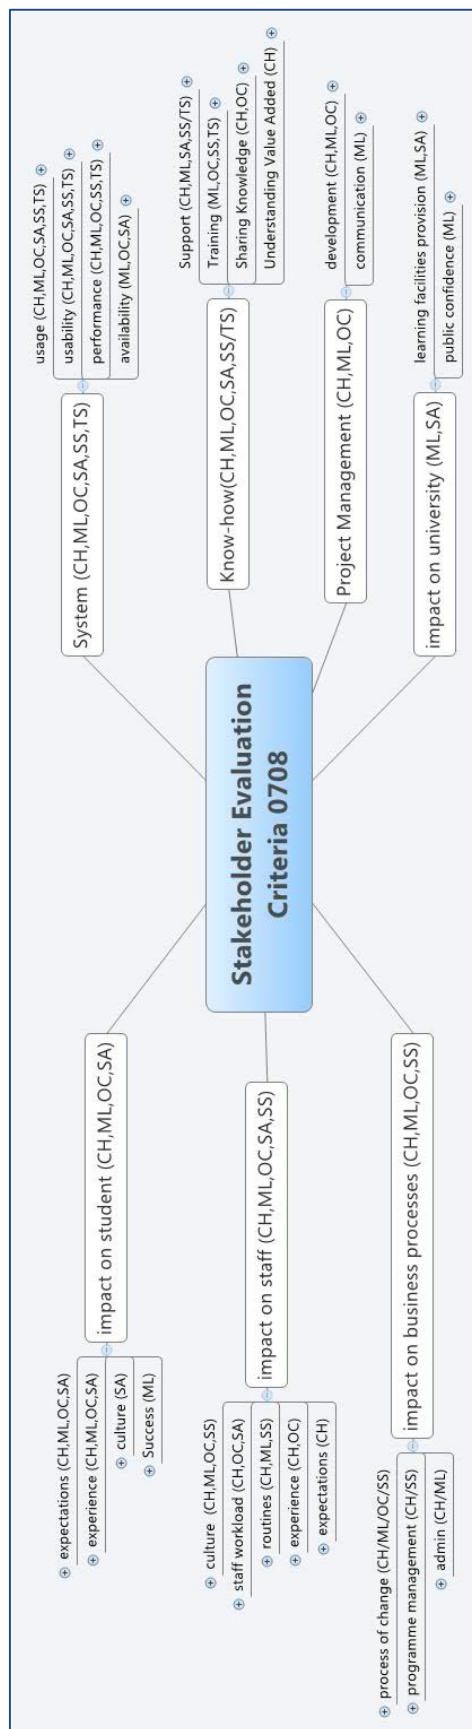 Stakeholder Evaluation
Criteria 0708
System (CH,ML,OC,SA,SS,TS)
usage (CH,ML,OC,SA,SS,TS)
usability (CH,ML,OC,SA,SS,TS)
performance (CH,ML,OC,SS,TS)
availability (ML,OC,SA)
Know-how(CH,ML,OC,SA,SS/TS)
Support (CH,ML,SA,SS/TS)
Training (ML,OC,SS,TS)
Sharing Knowledge (CH,OC)
Understanding Value Added (CH)
Project Management (CH,ML,OC)
development (CH,ML,OC)
communication (ML)
impact on university (ML,SA)
learning facilities provision (ML,SA)
public confidence (ML)
impact on student (CH,ML,OC,SA)
expectations (CH,ML,OC,SA)
experience (CH,ML,OC,SA)
culture (SA)
Success (ML)
impact on staff (CH,ML,OC,SA,SS)
culture (CH,ML,OC,SS)
staff workload (CH,OC,SA)
routines (CH,ML,SS)
experience (CH,OC)
expectations (CH)
impact on business processes (CH,ML,OC,SS)
process of change (CH/ML/OC/SS)
programme management (CH/SS)
admin (CH/ML)